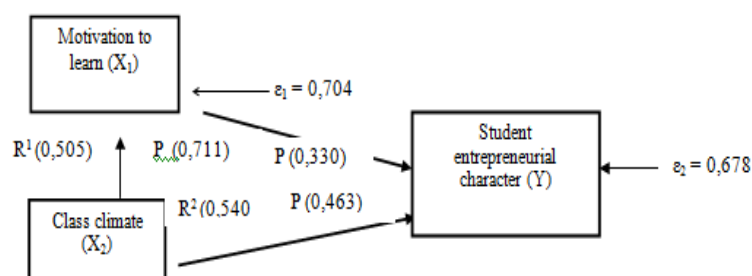 Motivation to
learn (X₁)
ε₁ = 0,704
Student
entrepreneurial
character (Y)
ε₂ = 0,678
R¹ (0,505)
P (0,711)
P (0,330)
R² (0,540
P (0,463)
Class climate
(X₂)